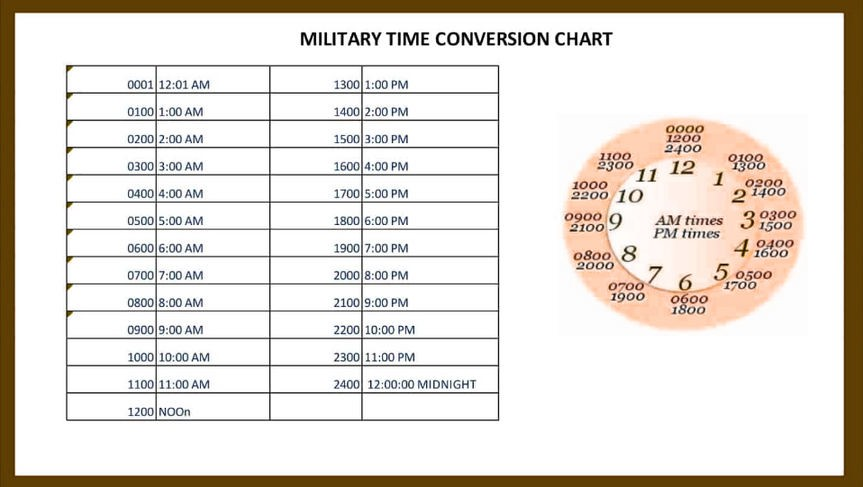 MILITARY TIME CONVERSION CHART
0001 12:01 AM 1300 1:00 PM
0100 1:00 AM 1400 2:00 PM
0200 2:00 AM 1500 3:00 PM
0300 3:00 AM 1600 4:00 PM
0400 4:00 AM 1700 5:00 PM
0500 5:00 AM 1800 6:00 PM
0600 6:00 AM 1900 7:00 PM
0700 7:00 AM 2000 8:00 PM
0800 8:00 AM 2100 9:00 PM
0900 9:00 AM 2200 10:00 PM
1000 10:00 AM 2300 11:00 PM
1100 11:00 AM 2400 12:00:00 MIDNIGHT
1200 NOOn
0000
1200
2400
12
0100
1300
1
0200
1400
2
0300
1500
3
0400
1600
4
0500
1700
5
0600
1800
6
0700
1900
7
0800
2000
8
0900
2100
9
1000
2200
10
1100
2300
11
AM times
PM times